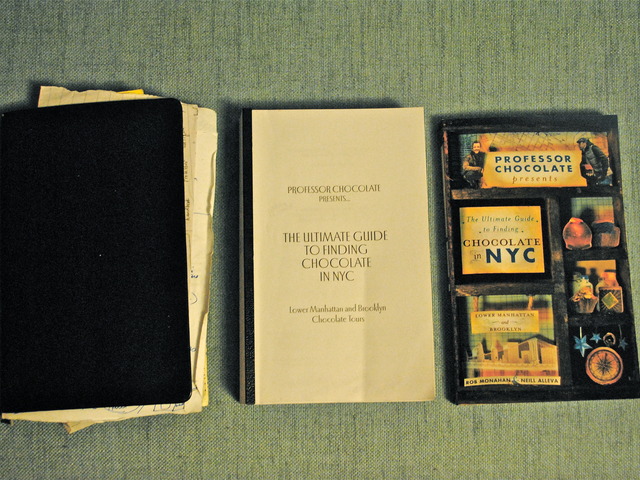 PROFESSOR CHOCOLATE
PRESENTS...
THE ULTIMATE GUIDE
TO FINDING
CHOCOLATE
IN NYC
Lower Manhattan and Brooklyn
Chocolate Tours
PROFESSOR
CHOCOLATE
presents
The Ultimate Guide
to Finding
CHOCOLATE
in NYC
LOWER MANHATTAN
and
BROOKLYN
ROB MONAHAN & NEILL ALLEVA